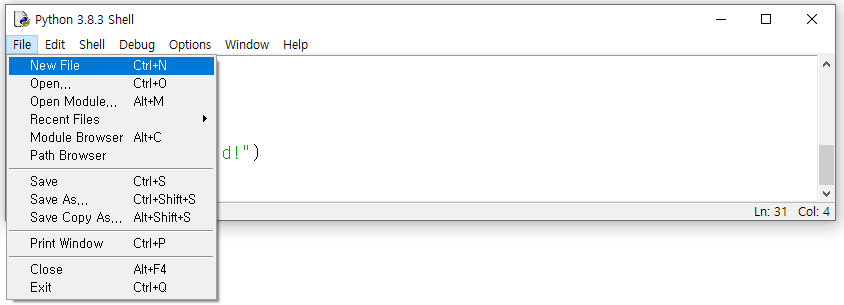 Python 3.8.3 Shell
File Edit Shell Debug Options Window Help
New File Ctrl+N
Open... Ctrl+O
Open Module... Alt+M
Recent Files
Module Browser Alt+C
Path Browser
d!")
Save Ctrl+S
Save As... Ctrl+Shift+S
Save Copy As... Alt+Shift+S
Ln: 31 Col: 4
Print Window Ctrl+P
Close Alt+F4
Exit Ctrl+Q